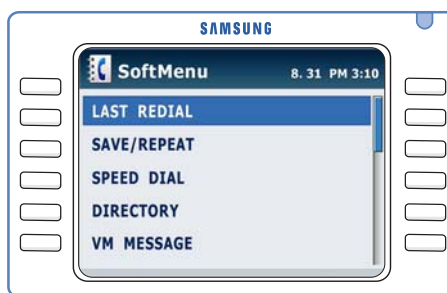 SAMSUNG
SoftMenu 8. 31 PM 3:10
LAST REDIAL
SAVE/REPEAT
SPEED DIAL
DIRECTORY
VM MESSAGE